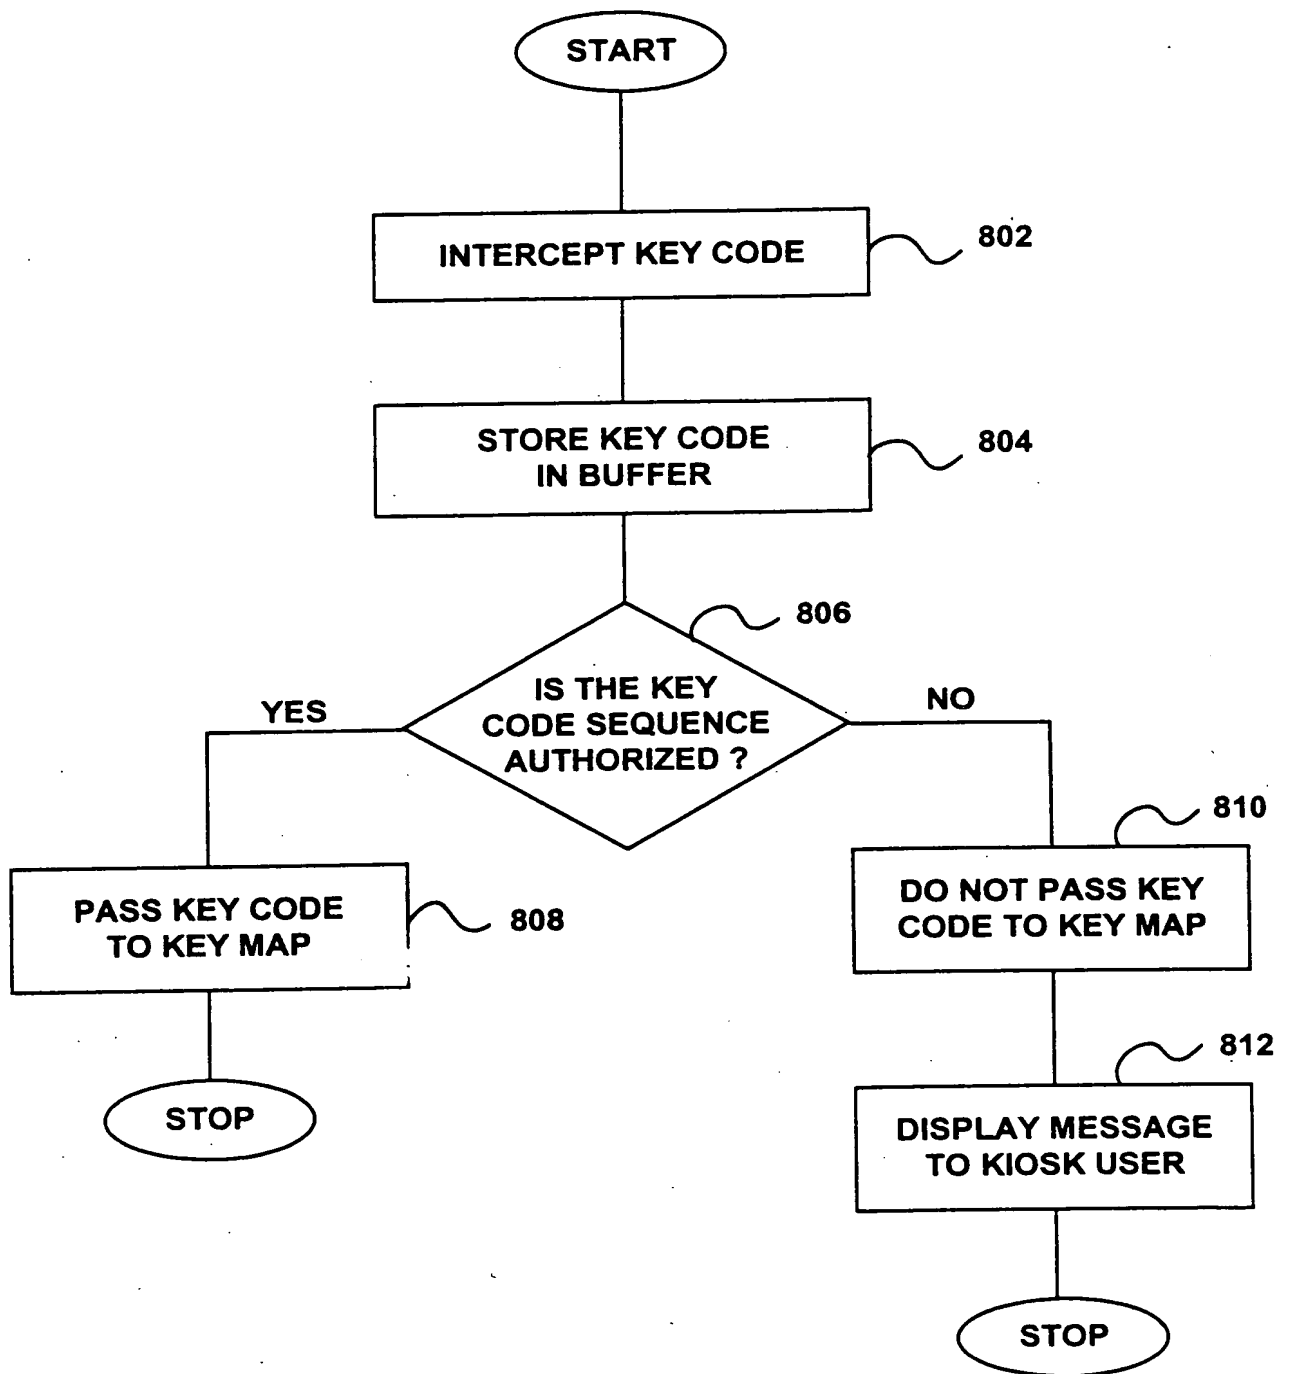 START
INTERCEPT KEY CODE
802
STORE KEY CODE
IN BUFFER
804
806
IS THE KEY
CODE SEQUENCE
AUTHORIZED ?
YES
NO
PASS KEY CODE
TO KEY MAP
808
STOP
810
DO NOT PASS KEY
CODE TO KEY MAP
812
DISPLAY MESSAGE
TO KIOSK USER
STOP